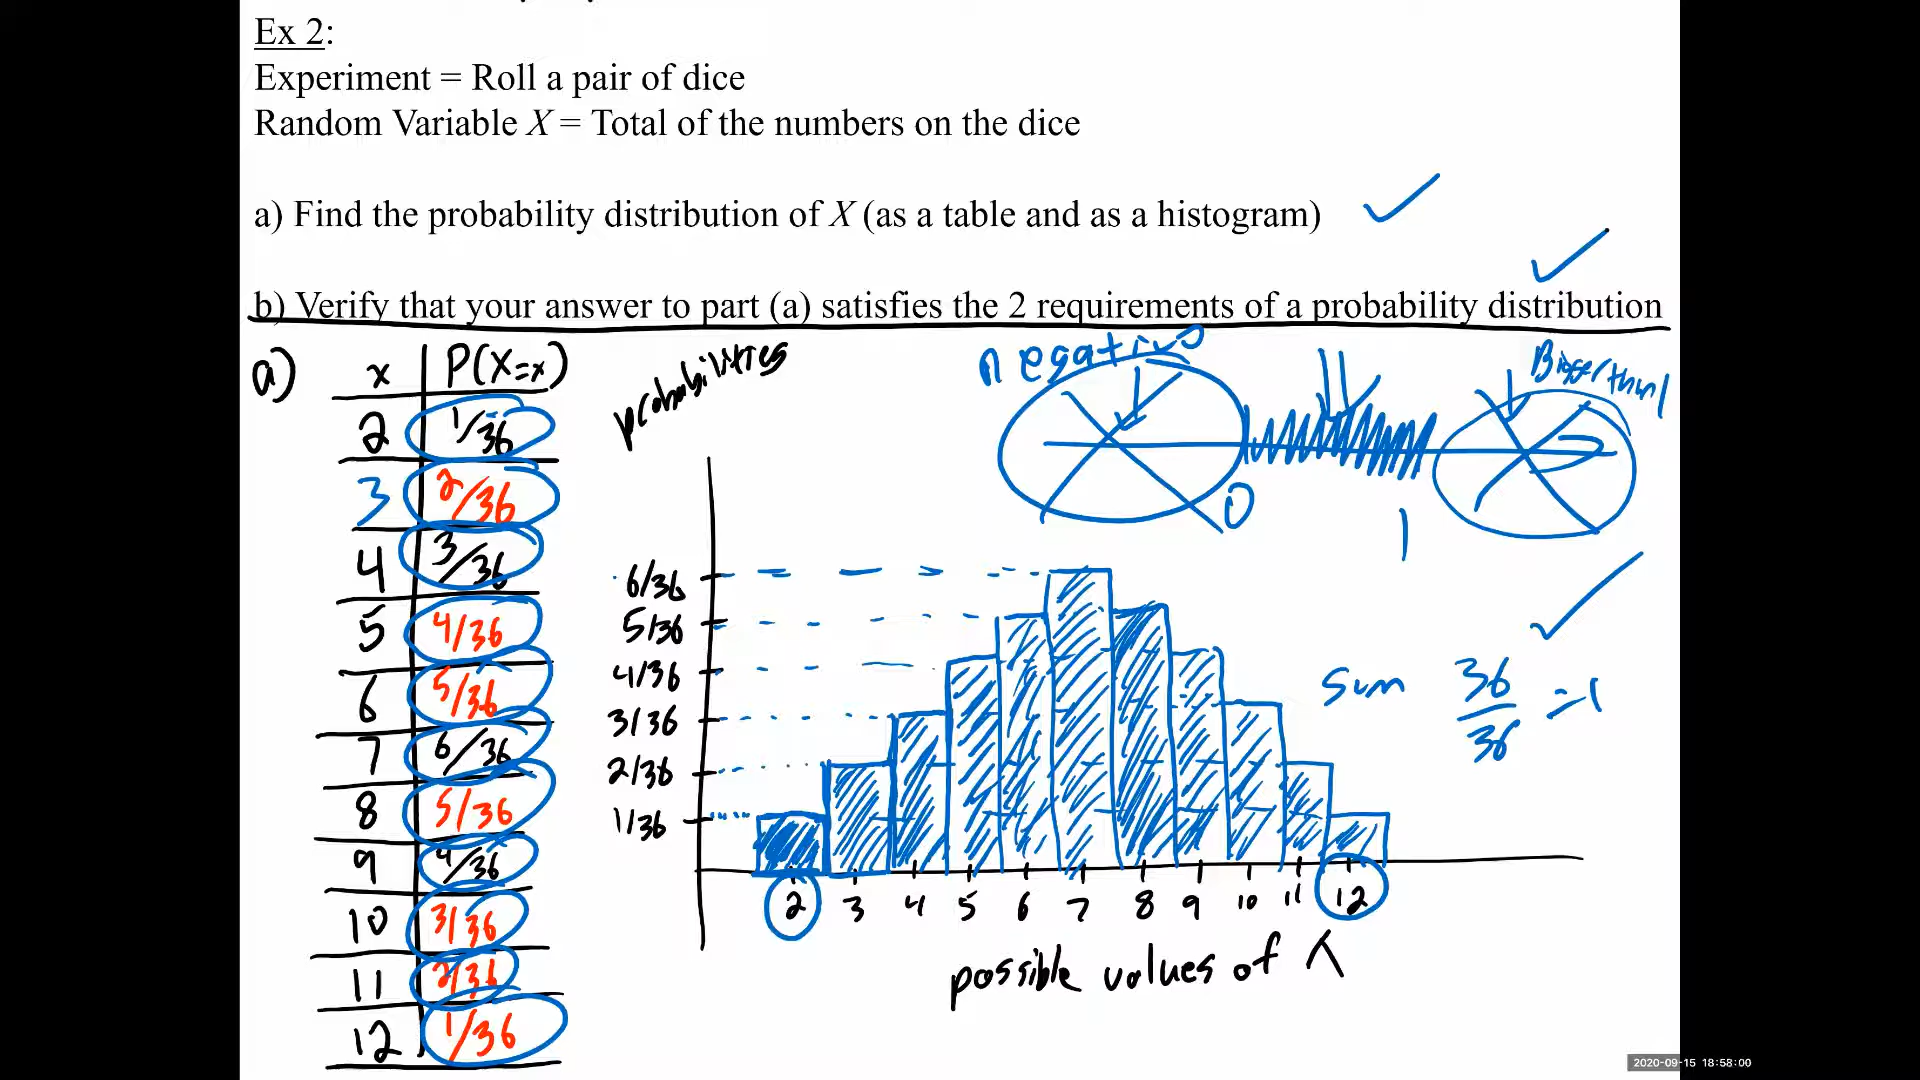 Ex 2:
Experiment = Roll a pair of dice
Random Variable X = Total of the numbers on the dice
a) Find the probability distribution of X (as a table and as a histogram)
b) Verify that your answer to part (a) satisfies the 2 requirements of a probability distribution
a)
x P(X=x)
2 1/36
3 2/36
4 3/36
5 4/36
6 5/36
7 6/36
8 5/36
9 4/36
10 3/36
11 2/36
12 1/36
probabilities
6/36
5/36
4/36
3/36
2/36
1/36
2 3 4 5 6 7 8 9 10 11 12
possible values of X
negative
Bigger than 1
0
1
sum 36/36 = 1
2020-09-15 18:58:00